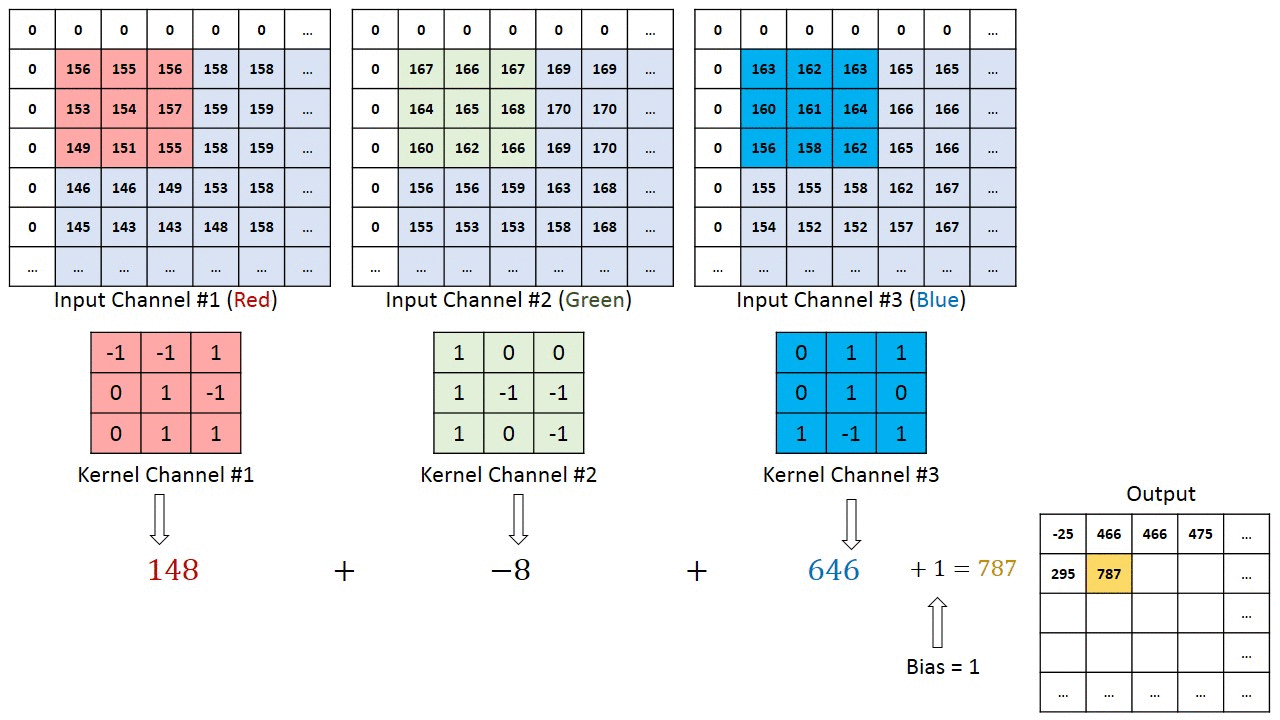 0 0 0 0 0 0 ... 0 0 0 0 0 0 ... 0 0 0 0 0 0 ...
0 156 155 156 158 158 ... 0 167 166 167 169 169 ... 0 163 162 163 165 165 ...
0 153 154 157 159 159 ... 0 164 165 168 170 170 ... 0 160 161 164 166 166 ...
0 149 151 155 158 159 ... 0 160 162 166 169 170 ... 0 156 158 162 165 166 ...
0 146 146 149 153 158 ... 0 156 156 159 163 168 ... 0 155 155 158 162 167 ...
0 145 143 143 148 158 ... 0 155 153 153 158 168 ... 0 154 152 152 157 167 ...
... ... ... ... ... ... ... ... ... ... ... ... ... ... ... ... ... ... ... ... ...
Input Channel #1 (Red) Input Channel #2 (Green) Input Channel #3 (Blue)
-1 -1 1 1 0 0 0 1 1
0 1 -1 1 -1 -1 0 1 0
0 1 1 1 0 -1 1 -1 1
Kernel Channel #1 Kernel Channel #2 Kernel Channel #3
148 + −8 + 646 + 1 = 787
Bias = 1
Output
-25 466 466 475 ...
295 787 ...
...
...
... ... ... ... ...